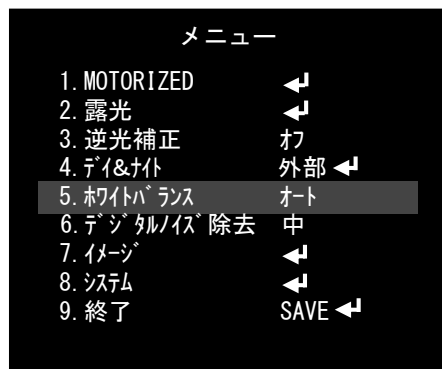 メニュー
1. MOTORIZED ↲
2. 露光 ↲
3. 逆光補正 オフ
4. ﾃﾞｲ&ﾅｲﾄ 外部 ↲
5. ﾎﾜｲﾄﾊﾞﾗﾝｽ ｵｰﾄ
6. ﾃﾞｼﾞﾀﾙﾉｲｽﾞ除去 中
7. ｲﾒｰｼﾞ ↲
8. ｼｽﾃﾑ ↲
9. 終了 SAVE ↲